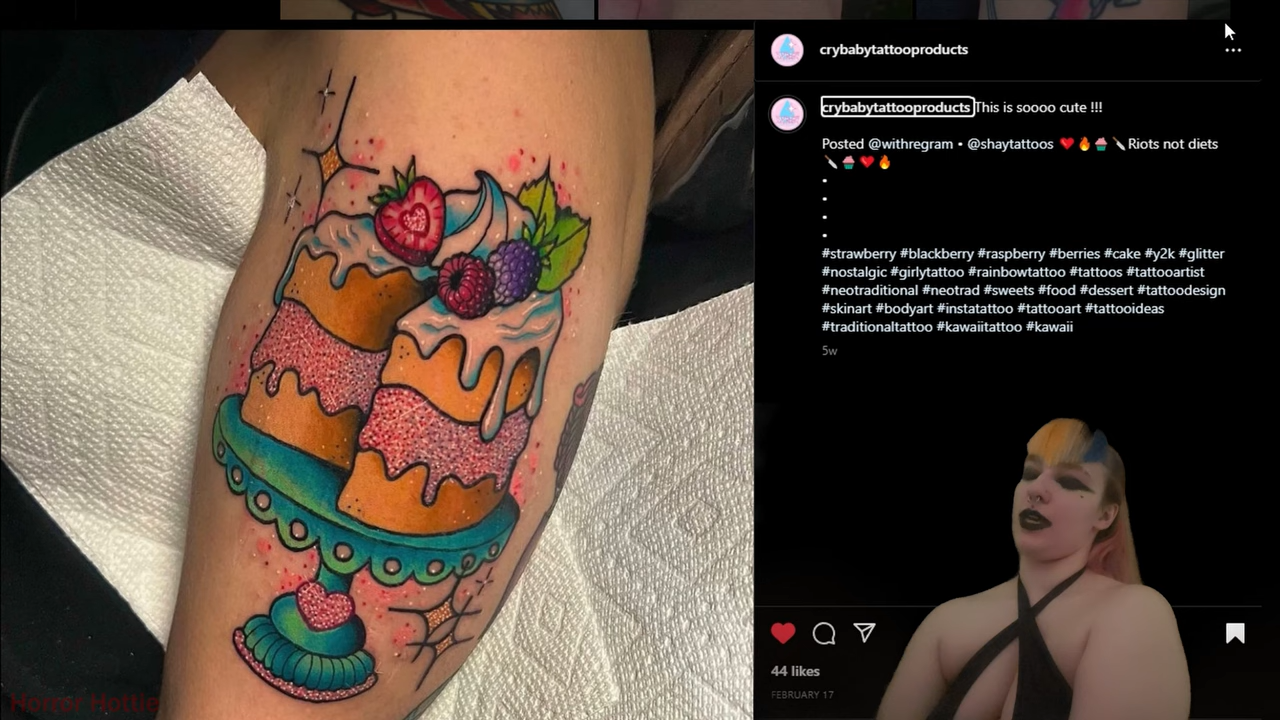 crybabytattooproducts
crybabytattooproducts This is soooo cute !!!
Posted @withregram • @shaytattoos ❤️🔥🧁🔪Riots not diets
🔪🧁❤️🔥
•
•
•
•
#strawberry #blackberry #raspberry #berries #cake #y2k #glitter
#nostalgic #girlytattoo #rainbowtattoo #tattoos #tattooartist
#neotraditional #neotrad #sweets #food #dessert #tattoodesign
#skinart #bodyart #instatattoo #tattooart #tattooideas
#traditionaltattoo #kawaiitattoo #kawaii
5w
44 likes
FEBRUARY 17
Horror Hottie